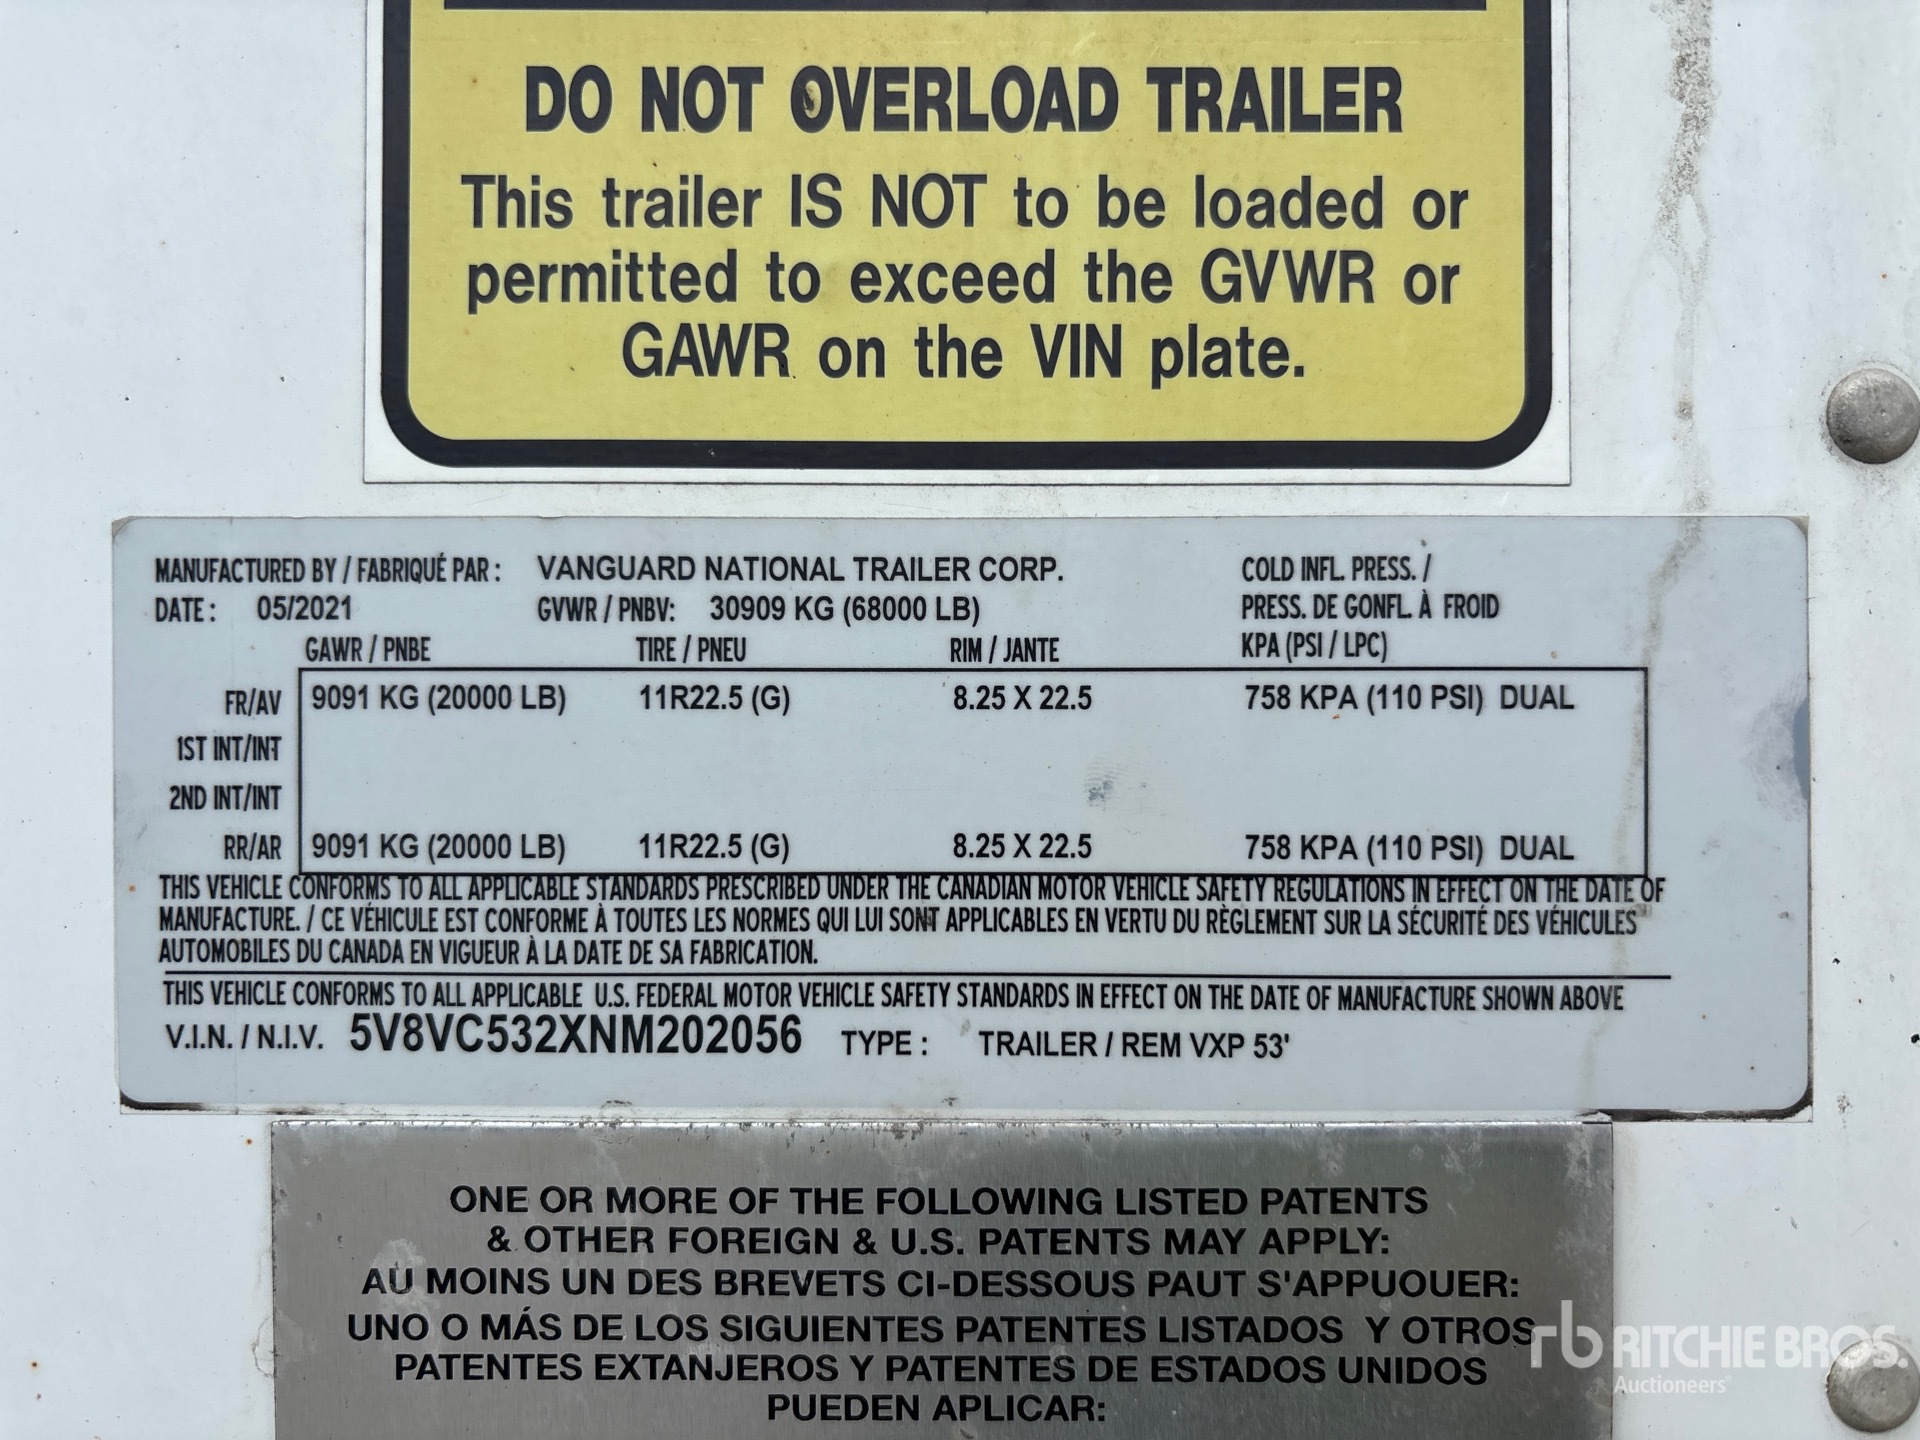 DO NOT OVERLOAD TRAILER
This trailer IS NOT to be loaded or
permitted to exceed the GVWR or
GAWR on the VIN plate.
MANUFACTURED BY / FABRIQUÉ PAR : VANGUARD NATIONAL TRAILER CORP. COLD INFL. PRESS. /
DATE : 05/2021 GVWR / PNBV: 30909 KG (68000 LB) PRESS. DE GONFL. À FROID
GAWR / PNBE TIRE / PNEU RIM / JANTE KPA (PSI / LPC)
FR/AV 9091 KG (20000 LB) 11R22.5 (G) 8.25 X 22.5 758 KPA (110 PSI) DUAL
1ST INT/INT
2ND INT/INT
RR/AR 9091 KG (20000 LB) 11R22.5 (G) 8.25 X 22.5 758 KPA (110 PSI) DUAL
THIS VEHICLE CONFORMS TO ALL APPLICABLE STANDARDS PRESCRIBED UNDER THE CANADIAN MOTOR VEHICLE SAFETY REGULATIONS IN EFFECT ON THE DATE OF
MANUFACTURE. / CE VÉHICULE EST CONFORME À TOUTES LES NORMES QUI LUI SONT APPLICABLES EN VERTU DU RÈGLEMENT SUR LA SÉCURITÉ DES VÉHICULES
AUTOMOBILES DU CANADA EN VIGUEUR À LA DATE DE SA FABRICATION.
THIS VEHICLE CONFORMS TO ALL APPLICABLE U.S. FEDERAL MOTOR VEHICLE SAFETY STANDARDS IN EFFECT ON THE DATE OF MANUFACTURE SHOWN ABOVE
V.I.N. / N.I.V. 5V8VC532XNM202056 TYPE : TRAILER / REM VXP 53'
ONE OR MORE OF THE FOLLOWING LISTED PATENTS
& OTHER FOREIGN & U.S. PATENTS MAY APPLY:
AU MOINS UN DES BREVETS CI-DESSOUS PAUT S'APPUOUER:
UNO O MÁS DE LOS SIGUIENTES PATENTES LISTADOS Y OTROS
PATENTES EXTANJEROS Y PATENTES DE ESTADOS UNIDOS
PUEDEN APLICAR:
rb RITCHIE BROS.
Auctioneers